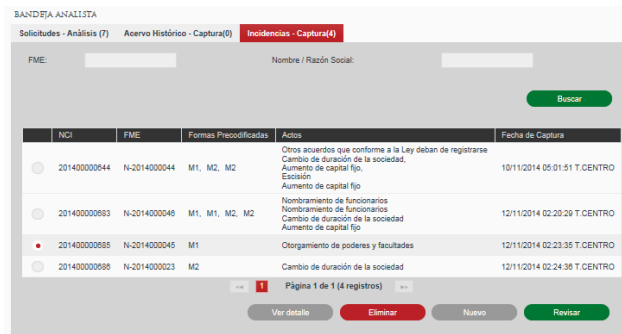 BANDEJA ANALISTA
Solicitudes - Análisis (7) Acervo Histórico - Captura(0) Incidencias - Captura(4)
FME: Nombre / Razón Social:
Buscar
NCI FME Formas Precodificadas Actos Fecha de Captura
Otros acuerdos que conforme a la Ley deban de registrarse
Cambio de duración de la sociedad,
201400000644 N-2014000044 M1, M2, M2 Aumento de capital fijo, 10/11/2014 05:01:51 T.CENTRO
Escisión
Aumento de capital fijo
Nombramiento de funcionarios
201400000683 N-2014000046 M1, M1, M2, M2 Nombramiento de funcionarios 12/11/2014 02:20:29 T.CENTRO
Cambio de duración de la sociedad
Aumento de capital fijo
201400000685 N-2014000045 M1 Otorgamiento de poderes y facultades 12/11/2014 02:23:35 T.CENTRO
201400000686 N-2014000023 M2 Cambio de duración de la sociedad 12/11/2014 02:24:36 T.CENTRO
1 Página 1 de 1 (4 registros)
Ver detalle Eliminar Nuevo Revisar